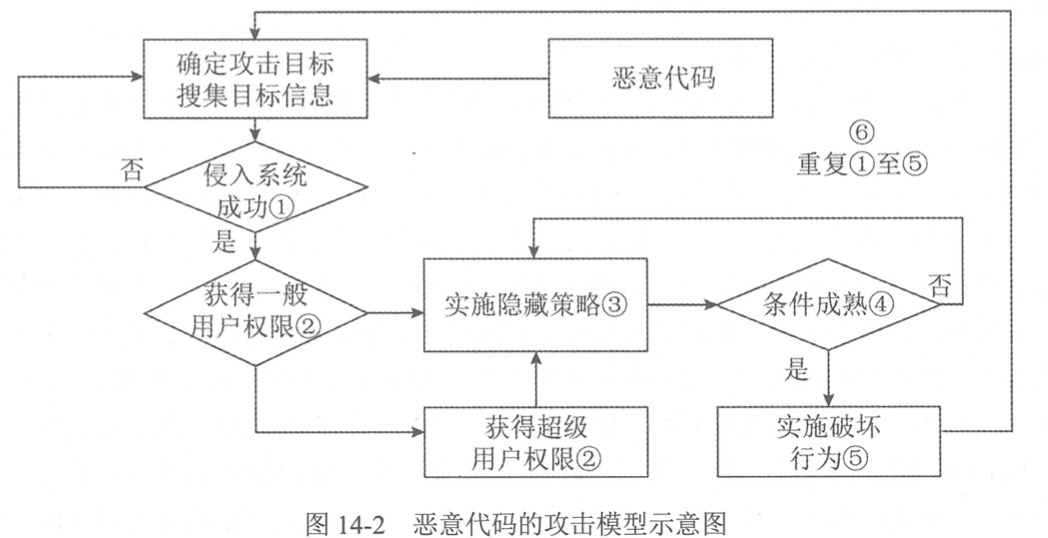 确定攻击目标
搜集目标信息
恶意代码
⑥
重复①至⑤
否
侵入系统
成功①
是
获得一般
用户权限②
实施隐藏策略③
条件成熟④
否
是
获得超级
用户权限②
实施破坏
行为⑤
图 14-2 恶意代码的攻击模型示意图